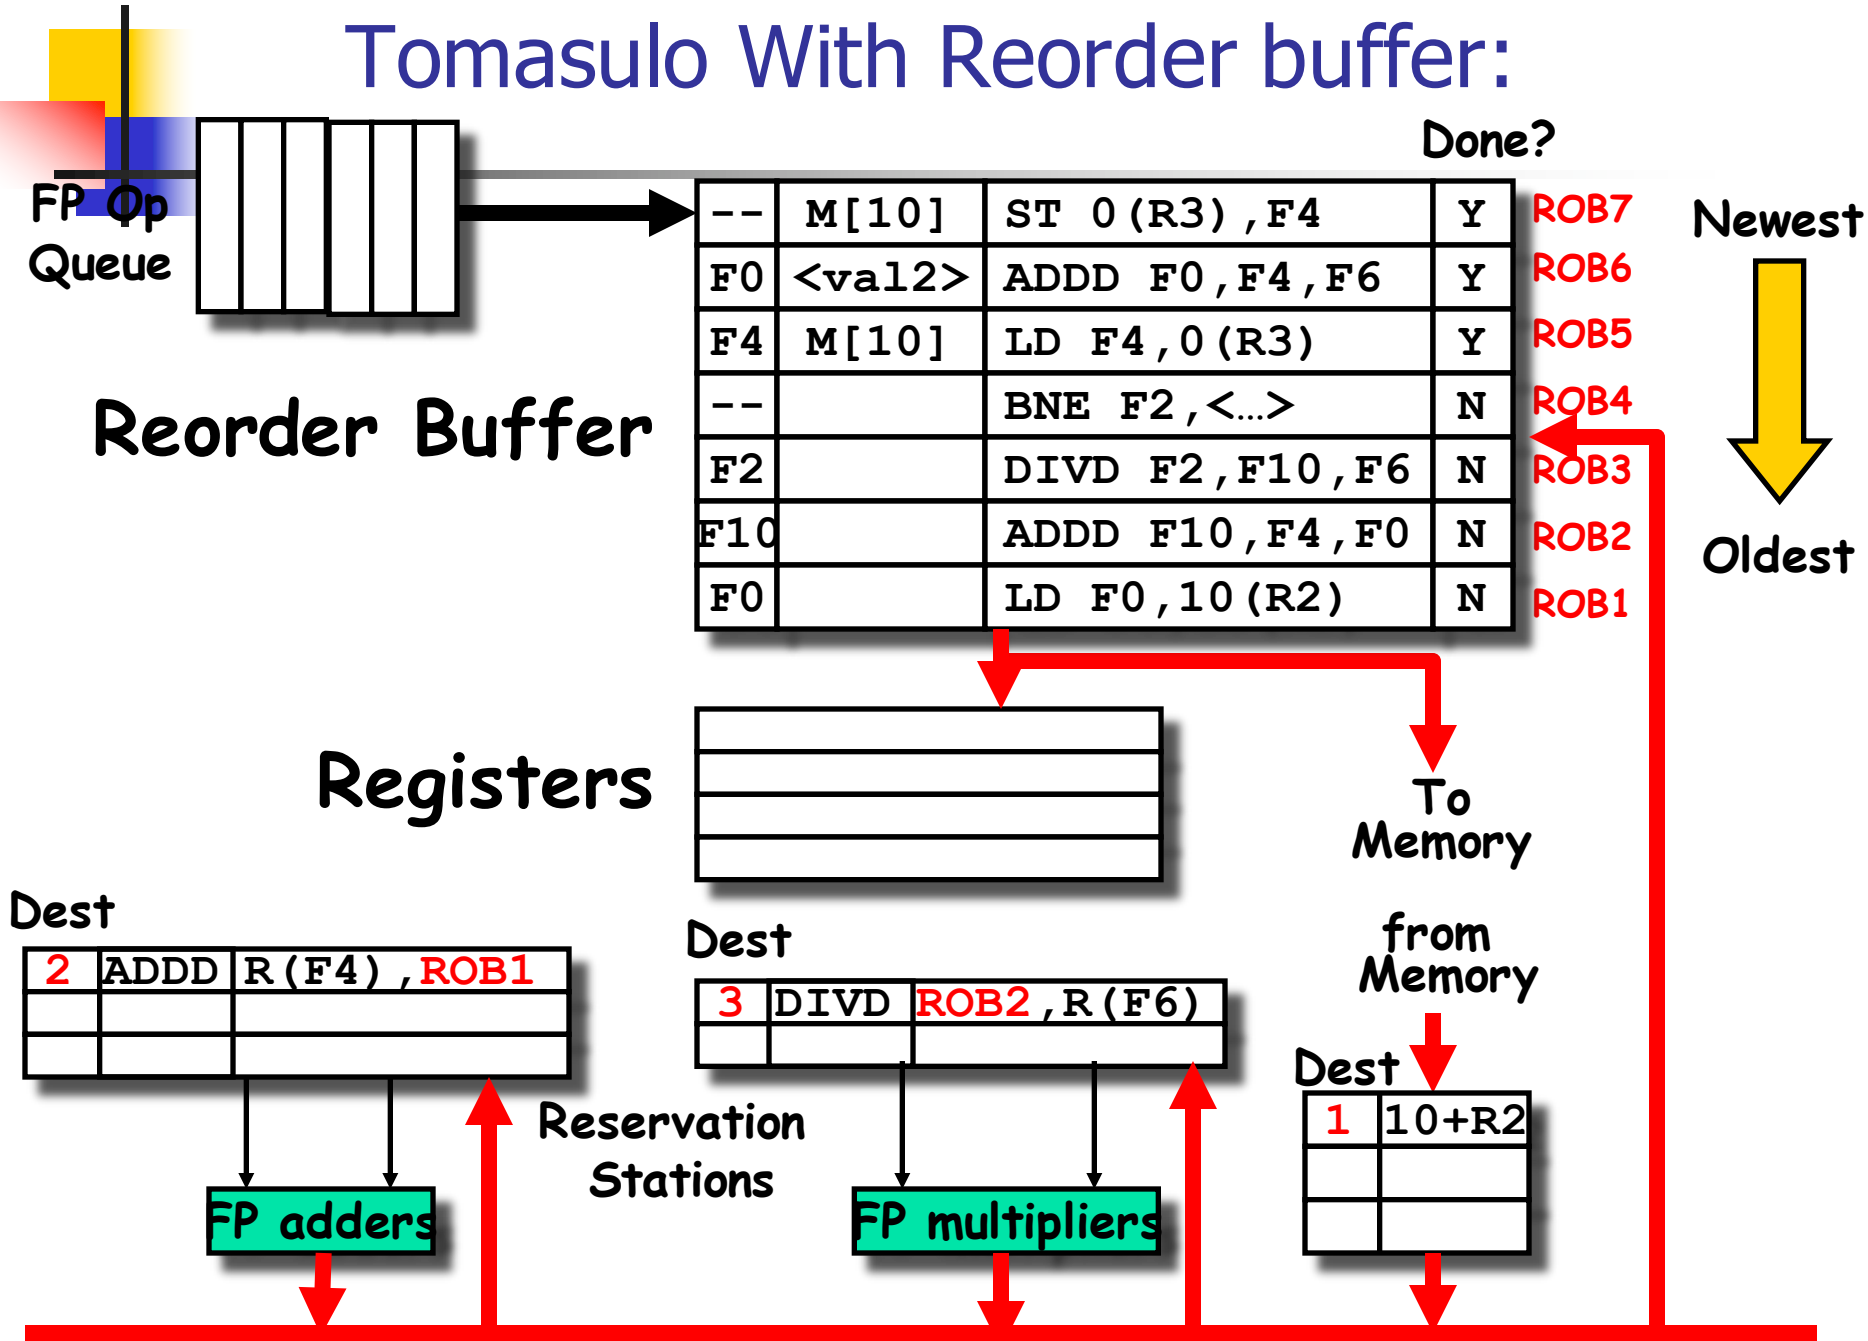 Tomasulo With Reorder buffer:
Done?
FP Op
Queue
-- M[10] ST 0(R3),F4 Y ROB7
F0 <val2> ADDD F0,F4,F6 Y ROB6
F4 M[10] LD F4,0(R3) Y ROB5
-- BNE F2,<…> N ROB4
F2 DIVD F2,F10,F6 N ROB3
F10 ADDD F10,F4,F0 N ROB2
F0 LD F0,10(R2) N ROB1
Newest
Oldest
Reorder Buffer
Registers
To
Memory
from
Memory
Dest
2 ADDD R(F4),ROB1
Dest
3 DIVD ROB2,R(F6)
Dest
1 10+R2
Reservation
Stations
FP adders
FP multipliers